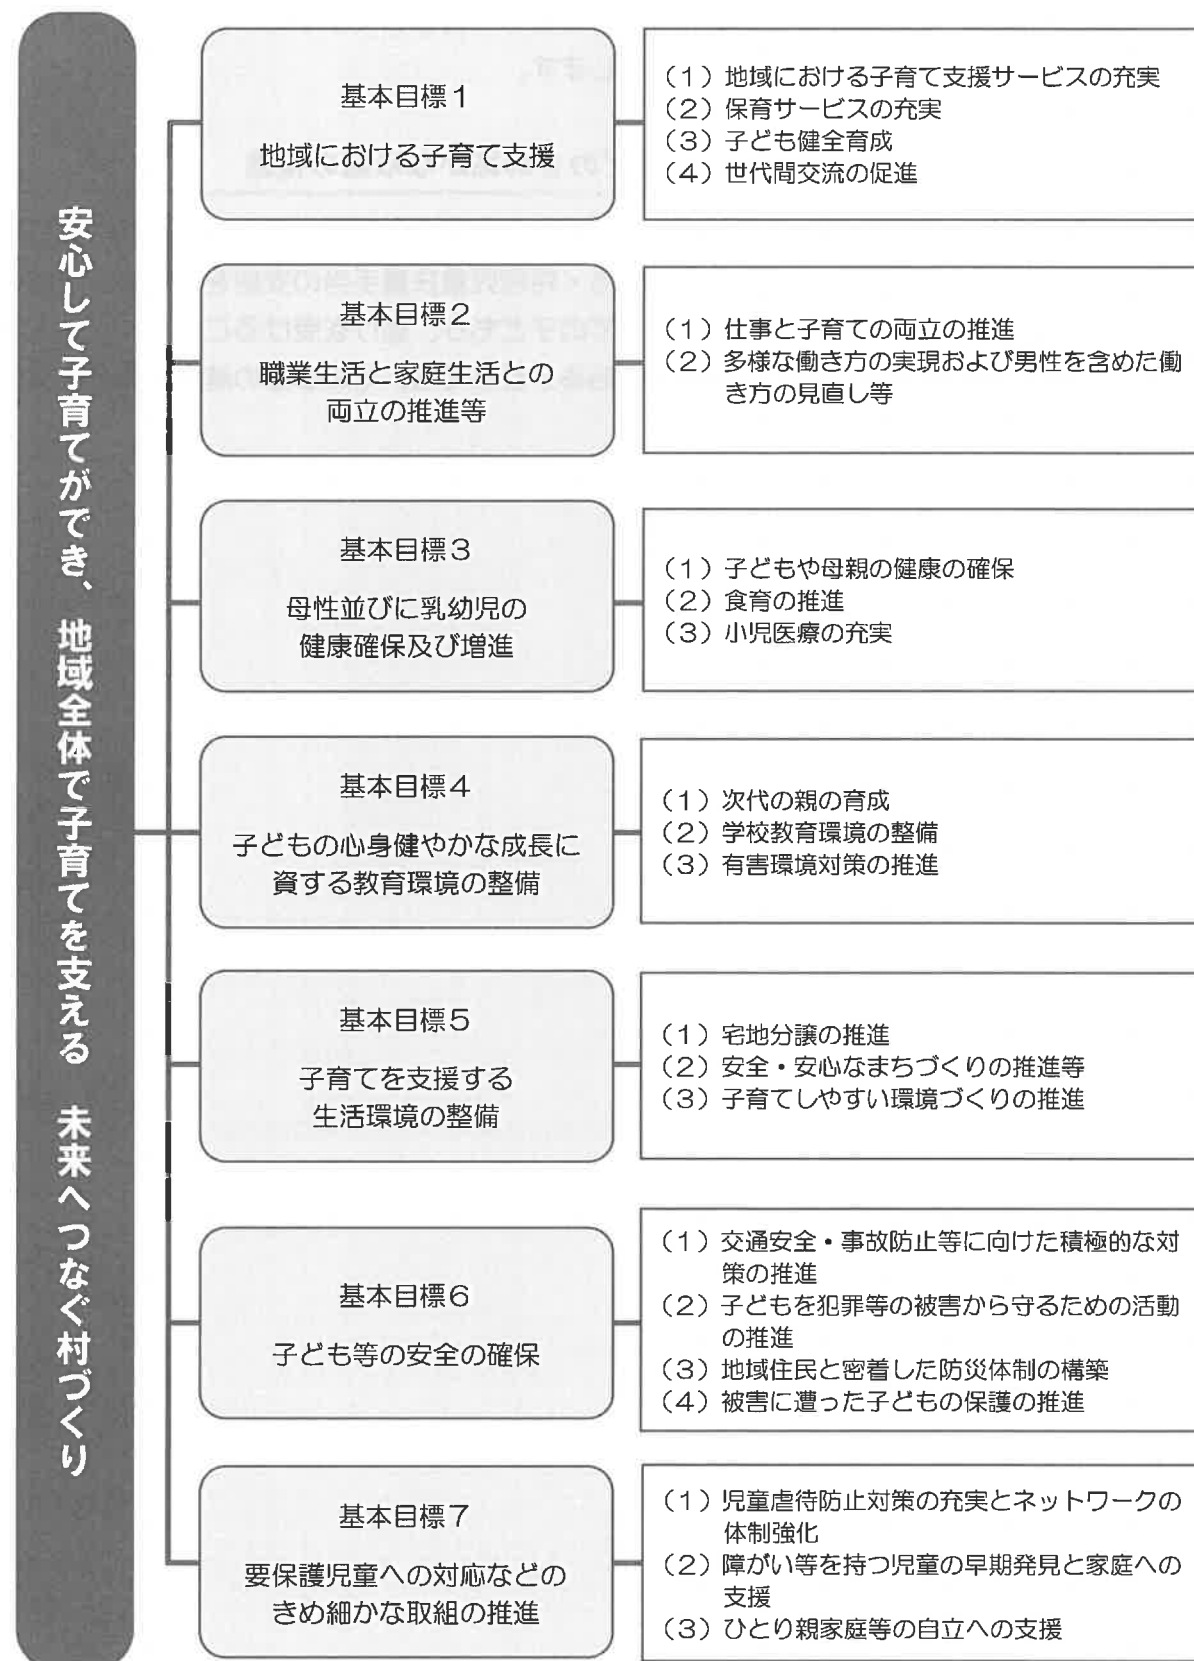 安心して子育てができ、地域全体で子育てを支える　未来へつなぐ村づくり
基本目標１
地域における子育て支援
（１）地域における子育て支援サービスの充実
（２）保育サービスの充実
（３）子ども健全育成
（４）世代間交流の促進
基本目標２
職業生活と家庭生活との
両立の推進等
（１）仕事と子育ての両立の推進
（２）多様な働き方の実現および男性を含めた働
き方の見直し等
基本目標３
母性並びに乳幼児の
健康確保及び増進
（１）子どもや母親の健康の確保
（２）食育の推進
（３）小児医療の充実
基本目標４
子どもの心身健やかな成長に
資する教育環境の整備
（１）次代の親の育成
（２）学校教育環境の整備
（３）有害環境対策の推進
基本目標５
子育てを支援する
生活環境の整備
（１）宅地分譲の推進
（２）安全・安心なまちづくりの推進等
（３）子育てしやすい環境づくりの推進
基本目標６
子ども等の安全の確保
（１）交通安全・事故防止等に向けた積極的な対
策の推進
（２）子どもを犯罪等の被害から守るための活動
の推進
（３）地域住民と密着した防災体制の構築
（４）被害に遭った子どもの保護の推進
基本目標７
要保護児童への対応などの
きめ細かな取組の推進
（１）児童虐待防止対策の充実とネットワークの
体制強化
（２）障がい等を持つ児童の早期発見と家庭への
支援
（３）ひとり親家庭等の自立への支援